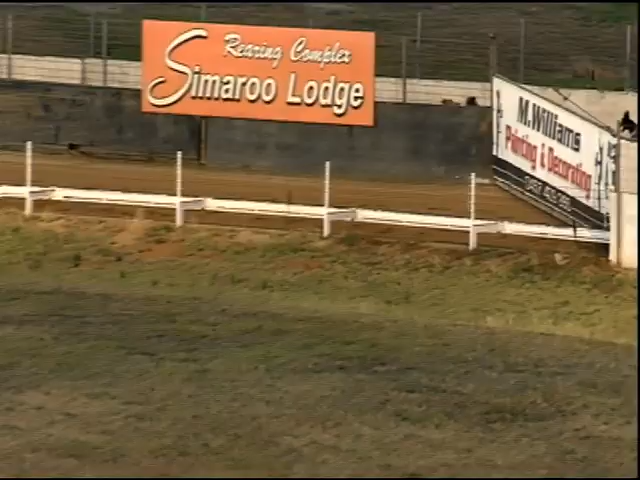 Rearing Complex
Simaroo Lodge
M.Williams
Painting & Decorating